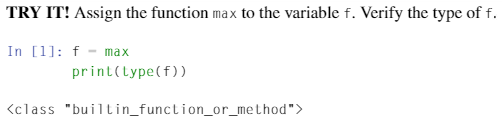 TRY IT! Assign the function max to the variable f. Verify the type of f.
In [1]: f = max
        print(type(f))
<class "builtin_function_or_method">